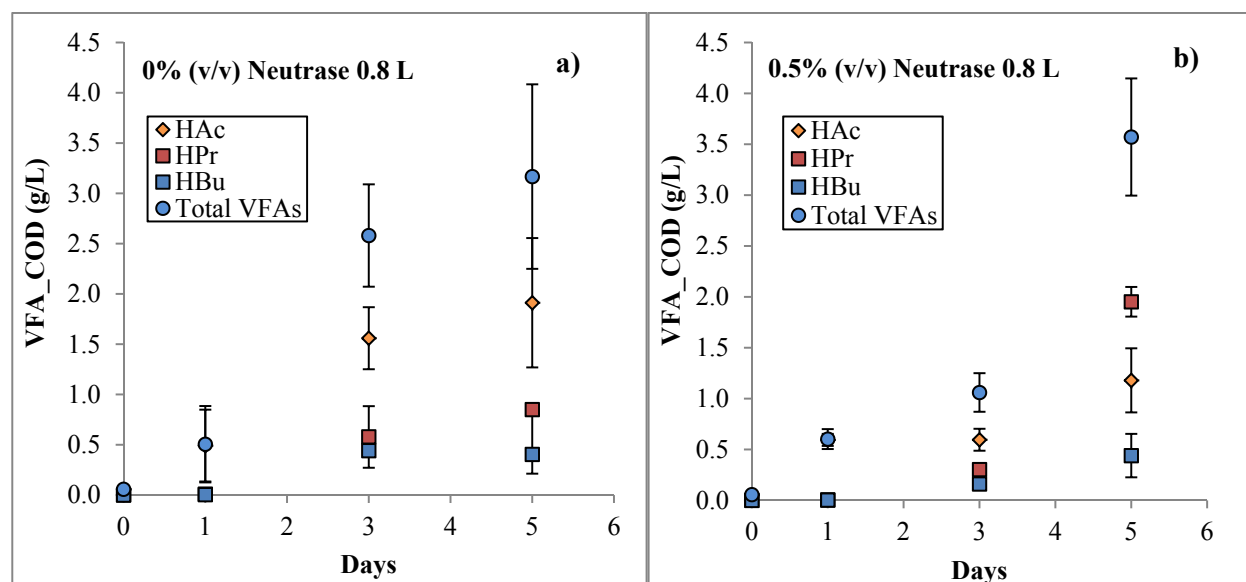 a)
0% (v/v) Neutrase 0.8 L
HAc
HPr
HBu
Total VFAs
VFA_COD (g/L)
4.5
4.0
3.5
3.0
2.5
2.0
1.5
1.0
0.5
0.0
0 1 2 3 4 5 6
Days
b)
0.5% (v/v) Neutrase 0.8 L
HAc
HPr
HBu
Total VFAs
VFA_COD (g/L)
4.5
4.0
3.5
3.0
2.5
2.0
1.5
1.0
0.5
0.0
0 1 2 3 4 5 6
Days